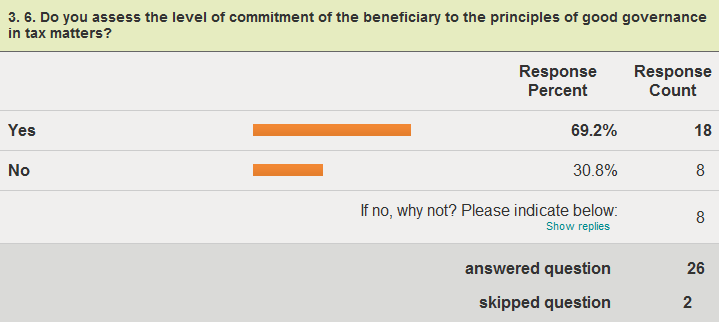 3. 6. Do you assess the level of commitment of the beneficiary to the principles of good governance
in tax matters?
Response Response
Percent Count
Yes 69.2% 18
No 30.8% 8
If no, why not? Please indicate below: 8
Show replies
answered question 26
skipped question 2